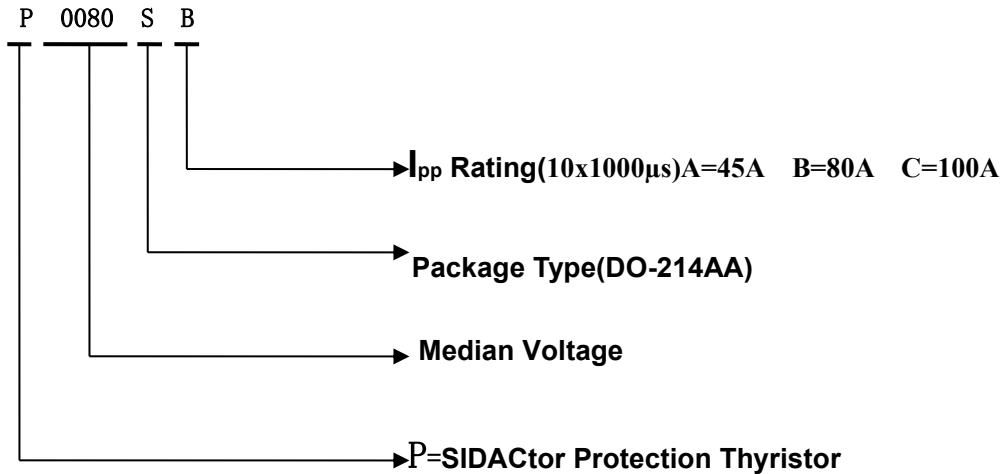 P 0080 S B
Ipp Rating(10x1000μs)A=45A B=80A C=100A
Package Type(DO-214AA)
Median Voltage
P=SIDACtor Protection Thyristor